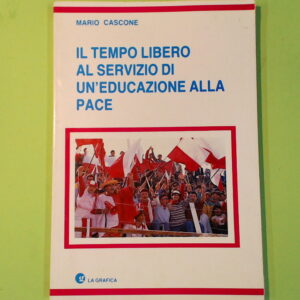 MARIO CASCONE
IL TEMPO LIBERO
AL SERVIZIO DI
UN'EDUCAZIONE ALLA
PACE
LA GRAFICA